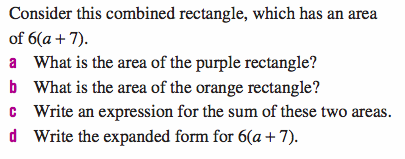 Consider this combined rectangle, which has an area
of 6(a + 7).
a What is the area of the purple rectangle?
b What is the area of the orange rectangle?
c Write an expression for the sum of these two areas.
d Write the expanded form for 6(a + 7).